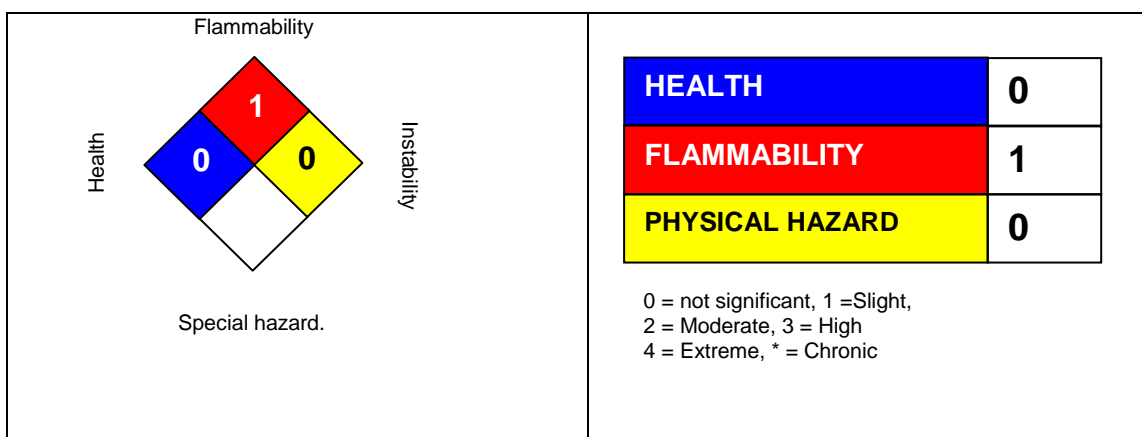 Flammability
1
Health
0
0
Instability
Special hazard.
HEALTH 0
FLAMMABILITY 1
PHYSICAL HAZARD 0
0 = not significant, 1 =Slight,
2 = Moderate, 3 = High
4 = Extreme, * = Chronic